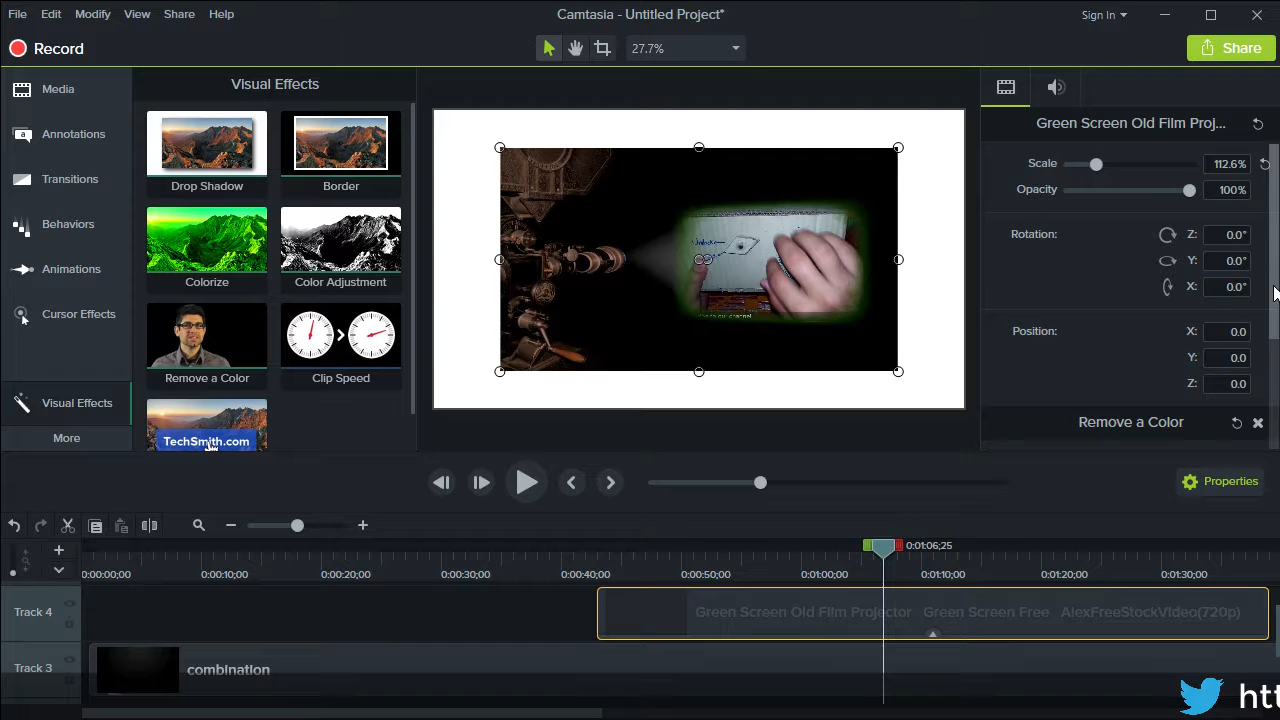 File Edit Modify View Share Help
Camtasia - Untitled Project*
Sign In
Record
27.7%
Share
Media
Annotations
Transitions
Behaviors
Animations
Cursor Effects
Visual Effects
More
Visual Effects
Drop Shadow
Border
Colorize
Color Adjustment
Remove a Color
Clip Speed
TechSmith.com
Green Screen Old Film Proj...
Scale 112.6%
Opacity 100%
Rotation: Z: 0.0°
Y: 0.0°
X: 0.0°
Position: X: 0.0
Y: 0.0
Z: 0.0
Remove a Color
Properties
0:01:06;25
0:00:00;00 0:00:10;00 0:00:20;00 0:00:30;00 0:00:40;00 0:00:50;00 0:01:00;00 0:01:10;00 0:01:20;00 0:01:30;00
Track 4
Green Screen Old Film Projector Green Screen Free AlexFreeStockVIdeo(720p)
Track 3
combination
htt